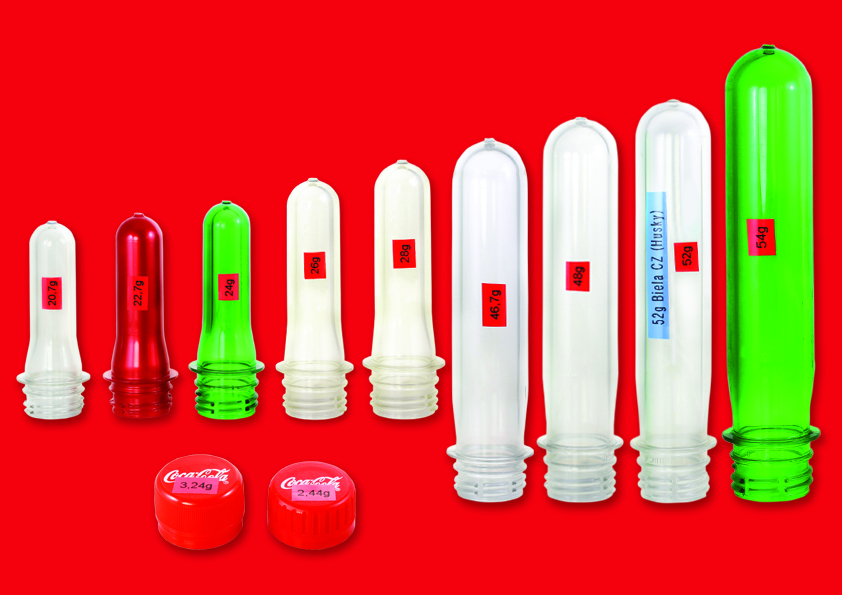 20,7g
22,7g
24g
26g
28g
46,7g
48g
52g Biela CZ (Husky)
52g
54g
Coca-Cola
3,24g
Coca-Cola
2,44g